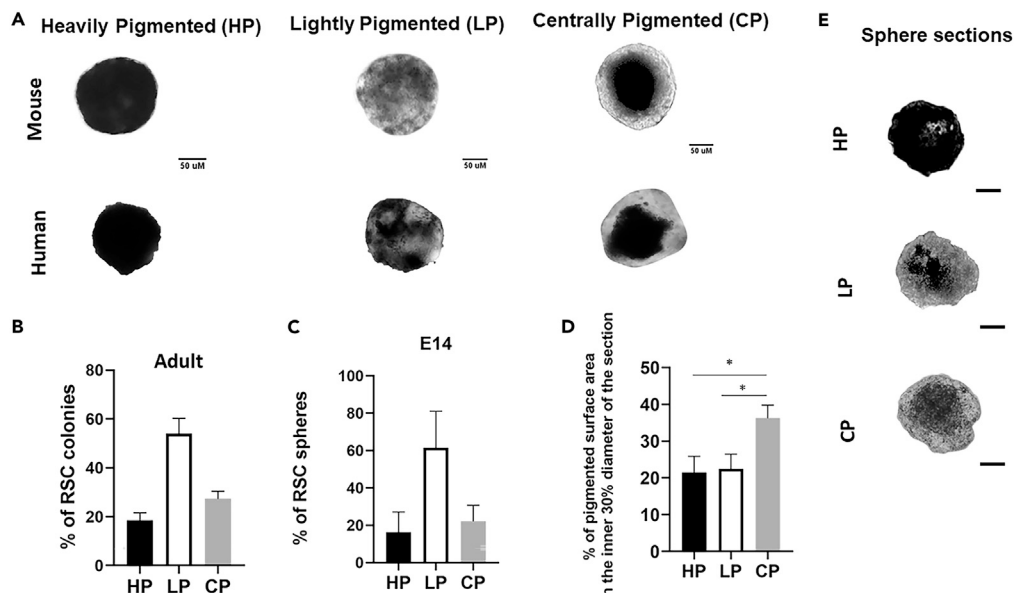 A
Heavily Pigmented (HP)
Lightly Pigmented (LP)
Centrally Pigmented (CP)
Mouse
50 uM
50 uM
50 uM
Human
E
Sphere sections
HP
LP
CP
B
Adult
% of RSC colonies
80
60
40
20
0
HP LP CP
C
E14
% of RSC spheres
100
80
60
40
20
0
HP LP CP
D
% of pigmented surface area
n the inner 30% diameter of the section
50
40
30
20
10
0
*
*
HP LP CP